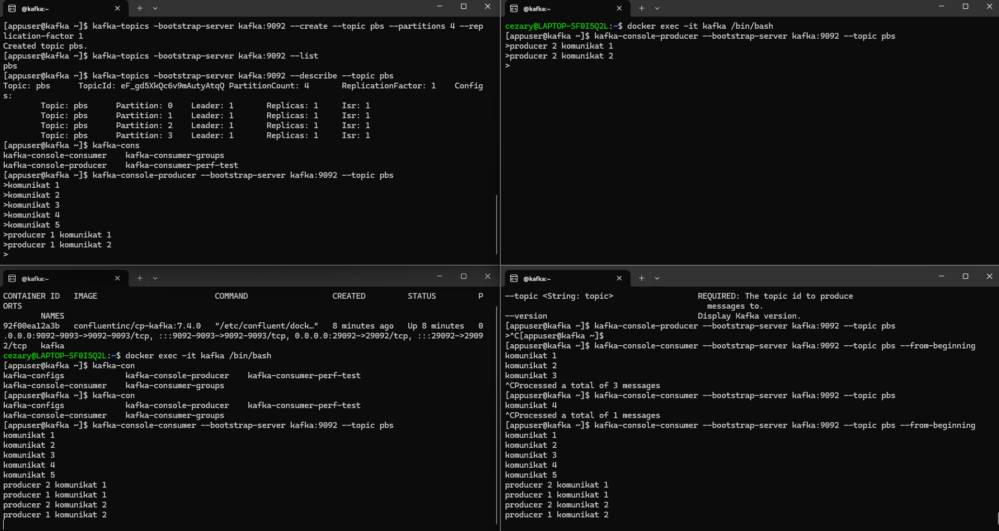 @kafka:~
[appuser@kafka ~]$ kafka-topics -bootstrap-server kafka:9092 --create --topic pbs --partitions 4 --rep
lication-factor 1
Created topic pbs.
[appuser@kafka ~]$ kafka-topics -bootstrap-server kafka:9092 --list
pbs
[appuser@kafka ~]$ kafka-topics -bootstrap-server kafka:9092 --describe --topic pbs
Topic: pbs      TopicId: eF_gd5XkQc6v9mAutyAtqQ PartitionCount: 4       ReplicationFactor: 1    Config
s:
        Topic: pbs      Partition: 0    Leader: 1       Replicas: 1     Isr: 1
        Topic: pbs      Partition: 1    Leader: 1       Replicas: 1     Isr: 1
        Topic: pbs      Partition: 2    Leader: 1       Replicas: 1     Isr: 1
        Topic: pbs      Partition: 3    Leader: 1       Replicas: 1     Isr: 1
[appuser@kafka ~]$ kafka-cons
kafka-console-consumer    kafka-consumer-groups
kafka-console-producer    kafka-consumer-perf-test
[appuser@kafka ~]$ kafka-console-producer --bootstrap-server kafka:9092 --topic pbs
>komunikat 1
>komunikat 2
>komunikat 3
>komunikat 4
>komunikat 5
>producer 1 komunikat 1
>producer 1 komunikat 2
>
@kafka:~
cezary@LAPTOP-SF0I5Q2L:~$ docker exec -it kafka /bin/bash
[appuser@kafka ~]$ kafka-console-producer --bootstrap-server kafka:9092 --topic pbs
>producer 2 komunikat 1
>producer 2 komunikat 2
>
@kafka:~
CONTAINER ID   IMAGE                         COMMAND                  CREATED         STATUS         P
ORTS
        NAMES
92f00ea12a3b   confluentinc/cp-kafka:7.4.0   "/etc/confluent/dock…"   8 minutes ago   Up 8 minutes   0
.0.0.0:9092-9093->9092-9093/tcp, :::9092-9093->9092-9093/tcp, 0.0.0.0:29092->29092/tcp, :::29092->2909
2/tcp   kafka
cezary@LAPTOP-SF0I5Q2L:~$ docker exec -it kafka /bin/bash
[appuser@kafka ~]$ kafka-con
kafka-configs             kafka-console-producer    kafka-consumer-perf-test
kafka-console-consumer    kafka-consumer-groups
[appuser@kafka ~]$ kafka-con
kafka-configs             kafka-console-producer    kafka-consumer-perf-test
kafka-console-consumer    kafka-consumer-groups
[appuser@kafka ~]$ kafka-console-consumer --bootstrap-server kafka:9092 --topic pbs
komunikat 1
komunikat 2
komunikat 3
komunikat 4
komunikat 5
producer 2 komunikat 1
producer 1 komunikat 1
producer 2 komunikat 2
producer 1 komunikat 2
@kafka:~
--topic <String: topic>                  REQUIRED: The topic id to produce
                                           messages to.
--version                                Display Kafka version.
[appuser@kafka ~]$ kafka-console-producer --bootstrap-server kafka:9092 --topic pbs
>^C[appuser@kafka ~]$
[appuser@kafka ~]$ kafka-console-consumer --bootstrap-server kafka:9092 --topic pbs --from-beginning
komunikat 1
komunikat 2
komunikat 3
^CProcessed a total of 3 messages
[appuser@kafka ~]$ kafka-console-consumer --bootstrap-server kafka:9092 --topic pbs
komunikat 4
^CProcessed a total of 1 messages
[appuser@kafka ~]$ kafka-console-consumer --bootstrap-server kafka:9092 --topic pbs --from-beginning
komunikat 1
komunikat 2
komunikat 3
komunikat 4
komunikat 5
producer 2 komunikat 1
producer 1 komunikat 1
producer 2 komunikat 2
producer 1 komunikat 2